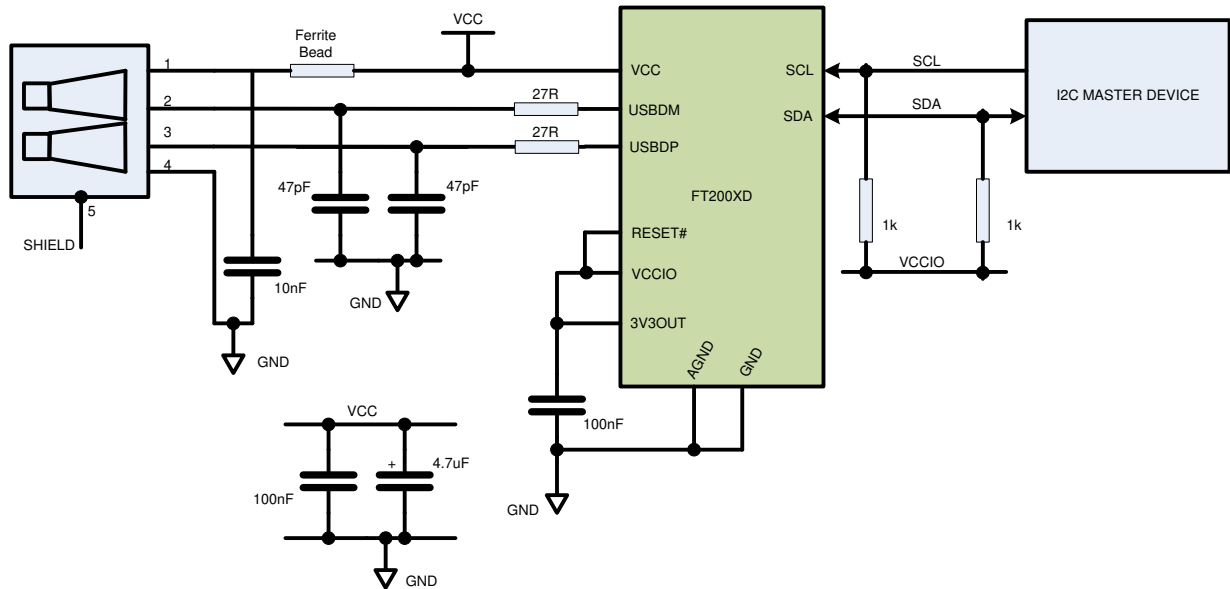 VCC
Ferrite
Bead
1
2
3
4
5
SHIELD
27R
27R
47pF
47pF
10nF
GND
GND
VCC
USBDM
USBDP
RESET#
VCCIO
3V3OUT
FT200XD
SCL
SDA
AGND
GND
SCL
SDA
I2C MASTER DEVICE
1k
1k
VCCIO
100nF
GND
VCC
100nF
+
4.7uF
GND